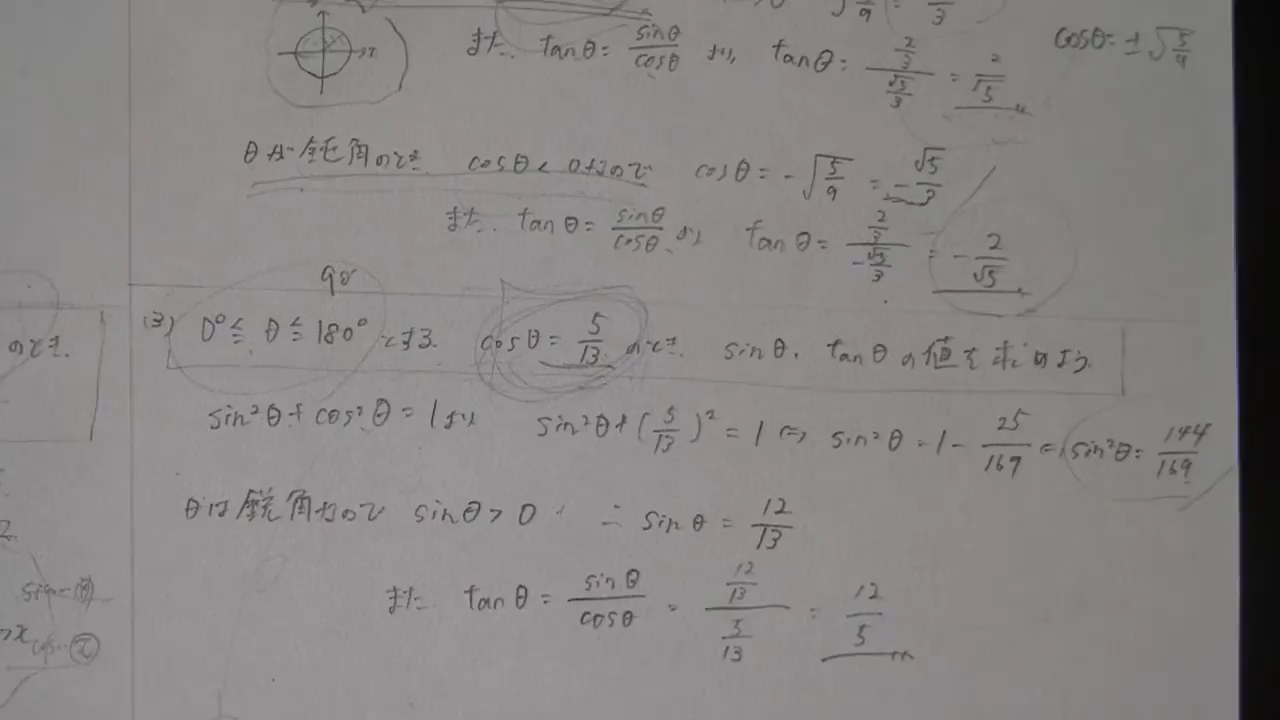 また、 tanθ = sinθ/cosθ より、 tanθ = (2/3)/(√5/3) = 2/√5
cosθ = ±√(5/9)
θが鈍角のとき cosθ < 0 なので cosθ = -√(5/9) = -√5/3
また、 tanθ = sinθ/cosθ より tanθ = (2/3)/(-√5/3) = -2/√5
90°
(3) 0°≦ θ ≦ 180° とする. cosθ = 5/13 のとき. sinθ、 tanθ の値を求めよう.
のとき.
sin²θ + cos²θ = 1 より sin²θ + (5/13)² = 1 ⇔ sin²θ = 1 - 25/169 ⇔ sin²θ = 144/169
θは鋭角なので sinθ > 0 ∴ sinθ = 12/13
また tanθ = sinθ/cosθ = (12/13)/(5/13) = 12/5